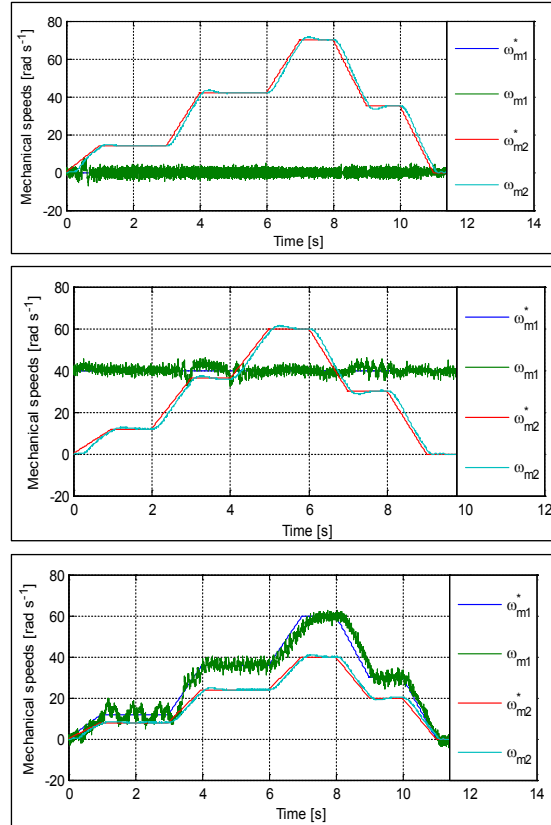 Mechanical speeds [rad s-1]
80
60
40
20
0
-20
0 2 4 6 8 10 12 14
Time [s]
ω*m1
ωm1
ω*m2
ωm2
Mechanical speeds [rad s-1]
80
60
40
20
0
-20
0 2 4 6 8 10 12
Time [s]
ω*m1
ωm1
ω*m2
ωm2
Mechanical speeds [rad s-1]
80
60
40
20
0
-20
0 2 4 6 8 10 12 14
Time [s]
ω*m1
ωm1
ω*m2
ωm2